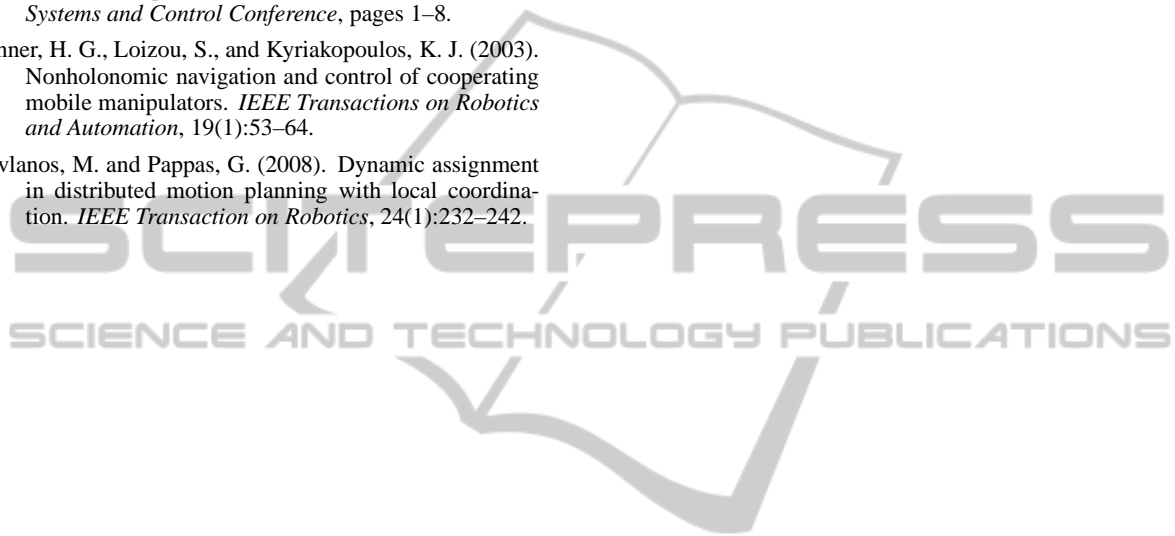 Systems and Control Conference, pages 1–8.
nner, H. G., Loizou, S., and Kyriakopoulos, K. J. (2003).
Nonholonomic navigation and control of cooperating
mobile manipulators. IEEE Transactions on Robotics
and Automation, 19(1):53–64.
vlanos, M. and Pappas, G. (2008). Dynamic assignment
in distributed motion planning with local coordina-
tion. IEEE Transaction on Robotics, 24(1):232–242.
SCITEPRESS
SCIENCE AND TECHNOLOGY PUBLICATIONS